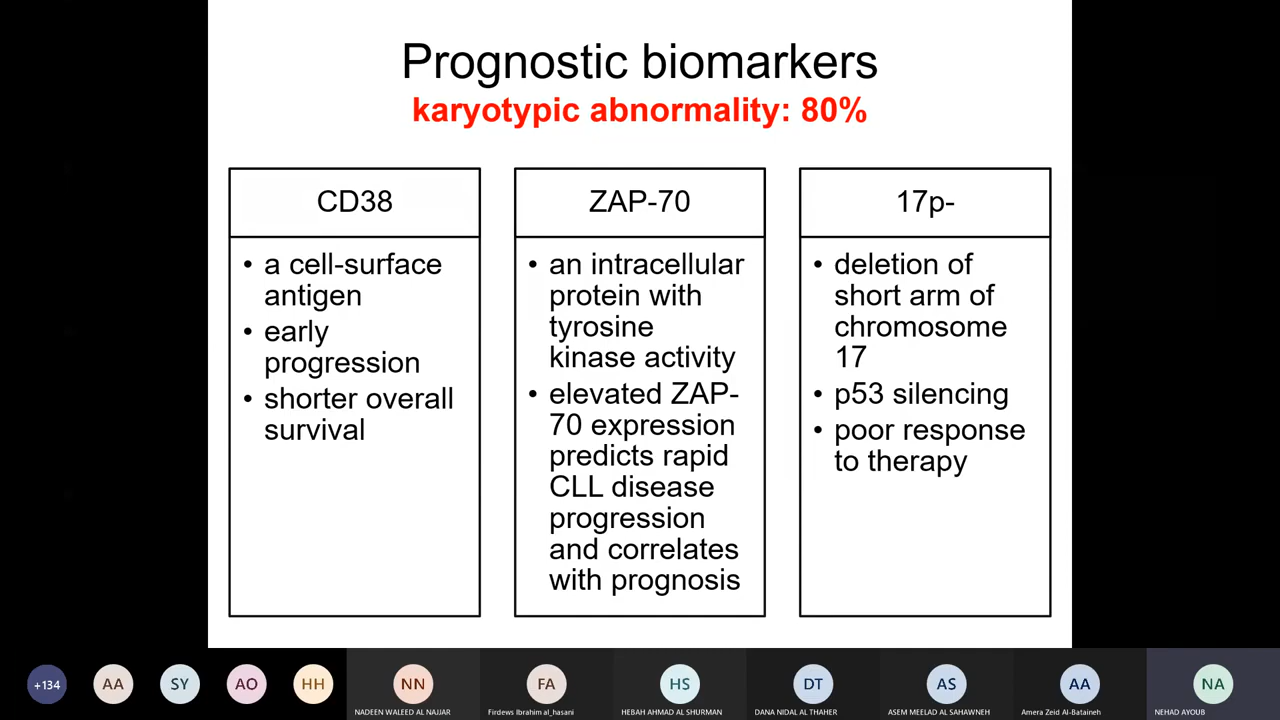 Prognostic biomarkers
karyotypic abnormality: 80%
CD38
• a cell-surface
antigen
• early
progression
• shorter overall
survival
ZAP-70
• an intracellular
protein with
tyrosine
kinase activity
• elevated ZAP-
70 expression
predicts rapid
CLL disease
progression
and correlates
with prognosis
17p-
• deletion of
short arm of
chromosome
17
• p53 silencing
• poor response
to therapy
+134
AA
SY
AO
HH
NN
NADEEN WALEED AL NAJJAR
FA
Firdews Ibrahim al_hasani
HS
HEBAH AHMAD AL SHURMAN
DT
DANA NIDAL AL THAHER
AS
ASEM MEELAD AL SAHAWNEH
AA
Amera Zeid Al-Bataineh
NA
NEHAD AYOUB